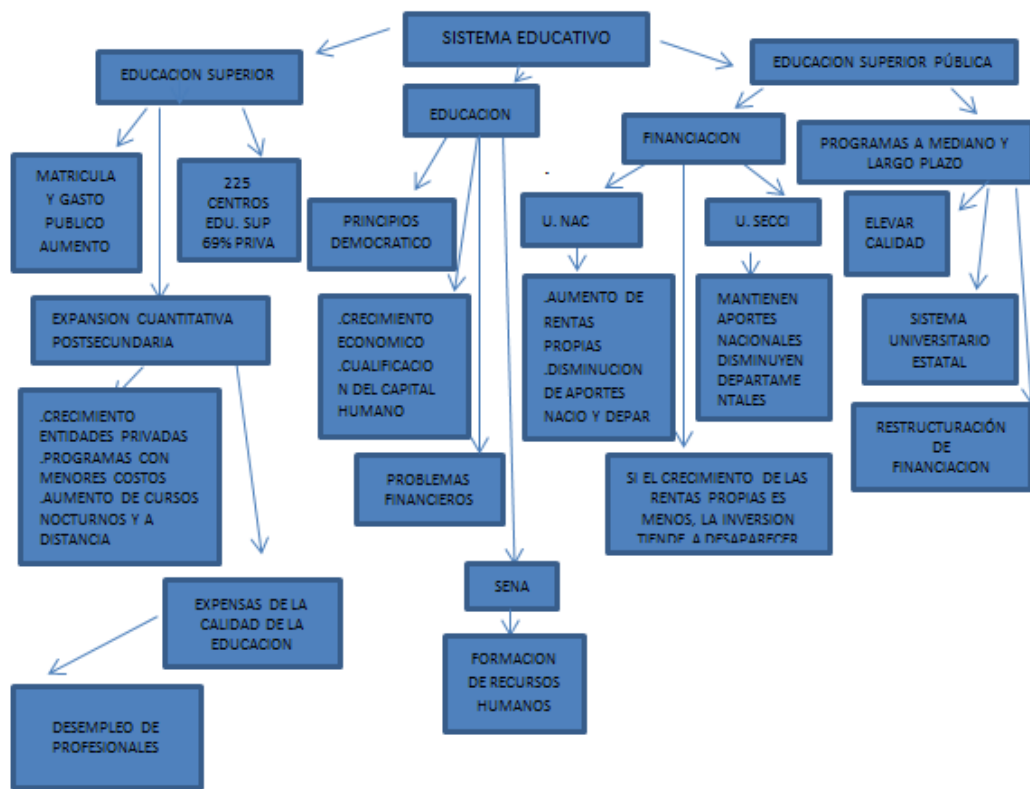 SISTEMA EDUCATIVO
EDUCACION SUPERIOR
EDUCACION SUPERIOR PÚBLICA
EDUCACION
FINANCIACION
PROGRAMAS A MEDIANO Y
LARGO PLAZO
MATRICULA
Y GASTO
PUBLICO
AUMENTO
225
CENTROS
EDU. SUP
69% PRIVA
PRINCIPIOS
DEMOCRATICO
U. NAC
U. SECCI
ELEVAR
CALIDAD
EXPANSION CUANTITATIVA
POSTSECUNDARIA
.CRECIMIENTO
ECONOMICO
.CUALIFICACIO
N DEL CAPITAL
HUMANO
.AUMENTO DE
RENTAS
PROPIAS
.DISMINUCION
DE APORTES
NACIO Y DEPAR
MANTIENEN
APORTES
NACIONALES
DISMINUYEN
DEPARTAME
NTALES
SISTEMA
UNIVERSITARIO
ESTATAL
.CRECIMIENTO
ENTIDADES PRIVADAS
.PROGRAMAS CON
MENORES COSTOS
.AUMENTO DE CURSOS
NOCTURNOS Y A
DISTANCIA
PROBLEMAS
FINANCIEROS
SI EL CRECIMIENTO DE LAS
RENTAS PROPIAS ES
MENOS, LA INVERSION
TIENDE A DESAPARECER
RESTRUCTURACIÓN
DE
FINANCIACION
EXPENSAS DE LA
CALIDAD DE LA
EDUCACION
SENA
FORMACION
DE RECURSOS
HUMANOS
DESEMPLEO DE
PROFESIONALES